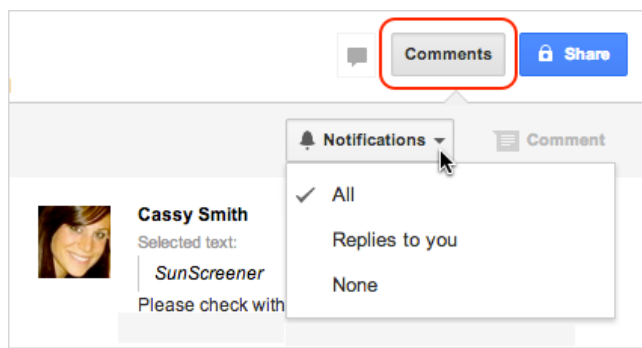 Comments
Share
Notifications
Comment
All
Replies to you
None
Cassy Smith
Selected text:
SunScreener
Please check with